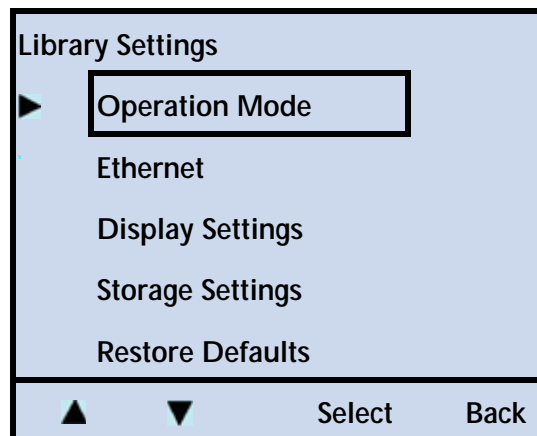 Library Settings
Operation Mode
Ethernet
Display Settings
Storage Settings
Restore Defaults
Select Back